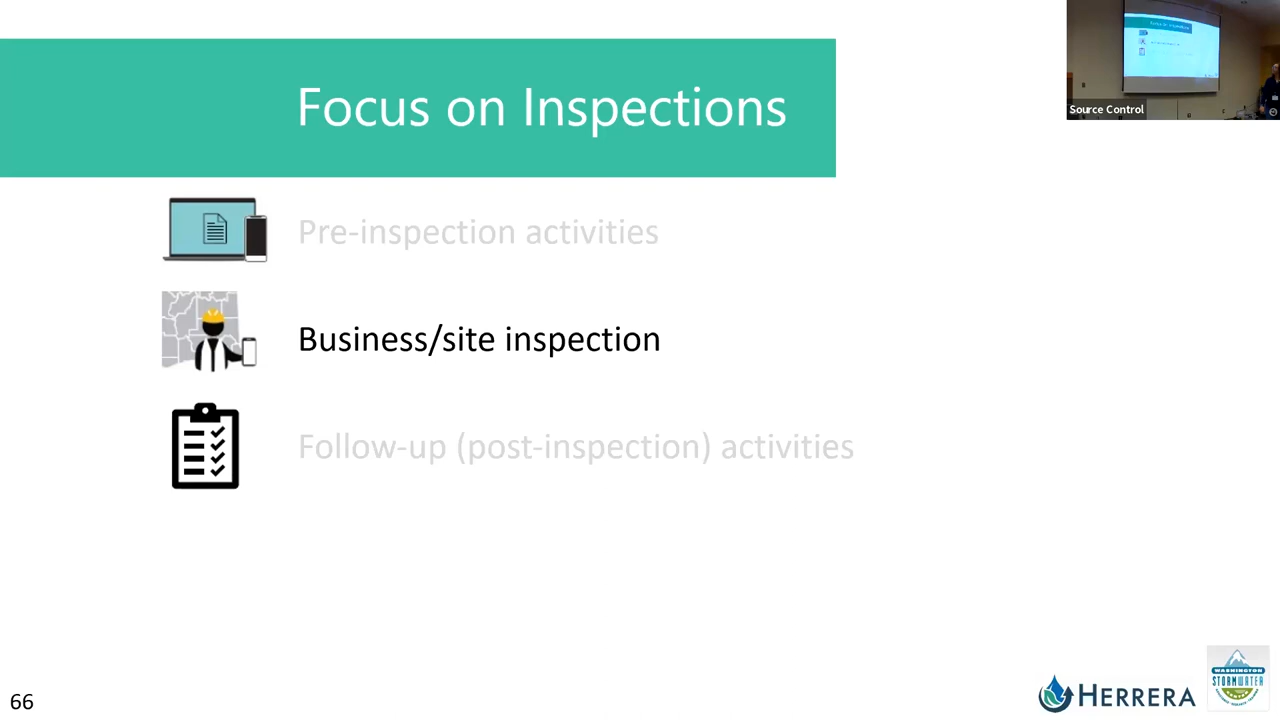 Focus on Inspections
Source Control
Pre-inspection activities
Business/site inspection
Follow-up (post-inspection) activities
66
HERRERA
WASHINGTON
STORMWATER